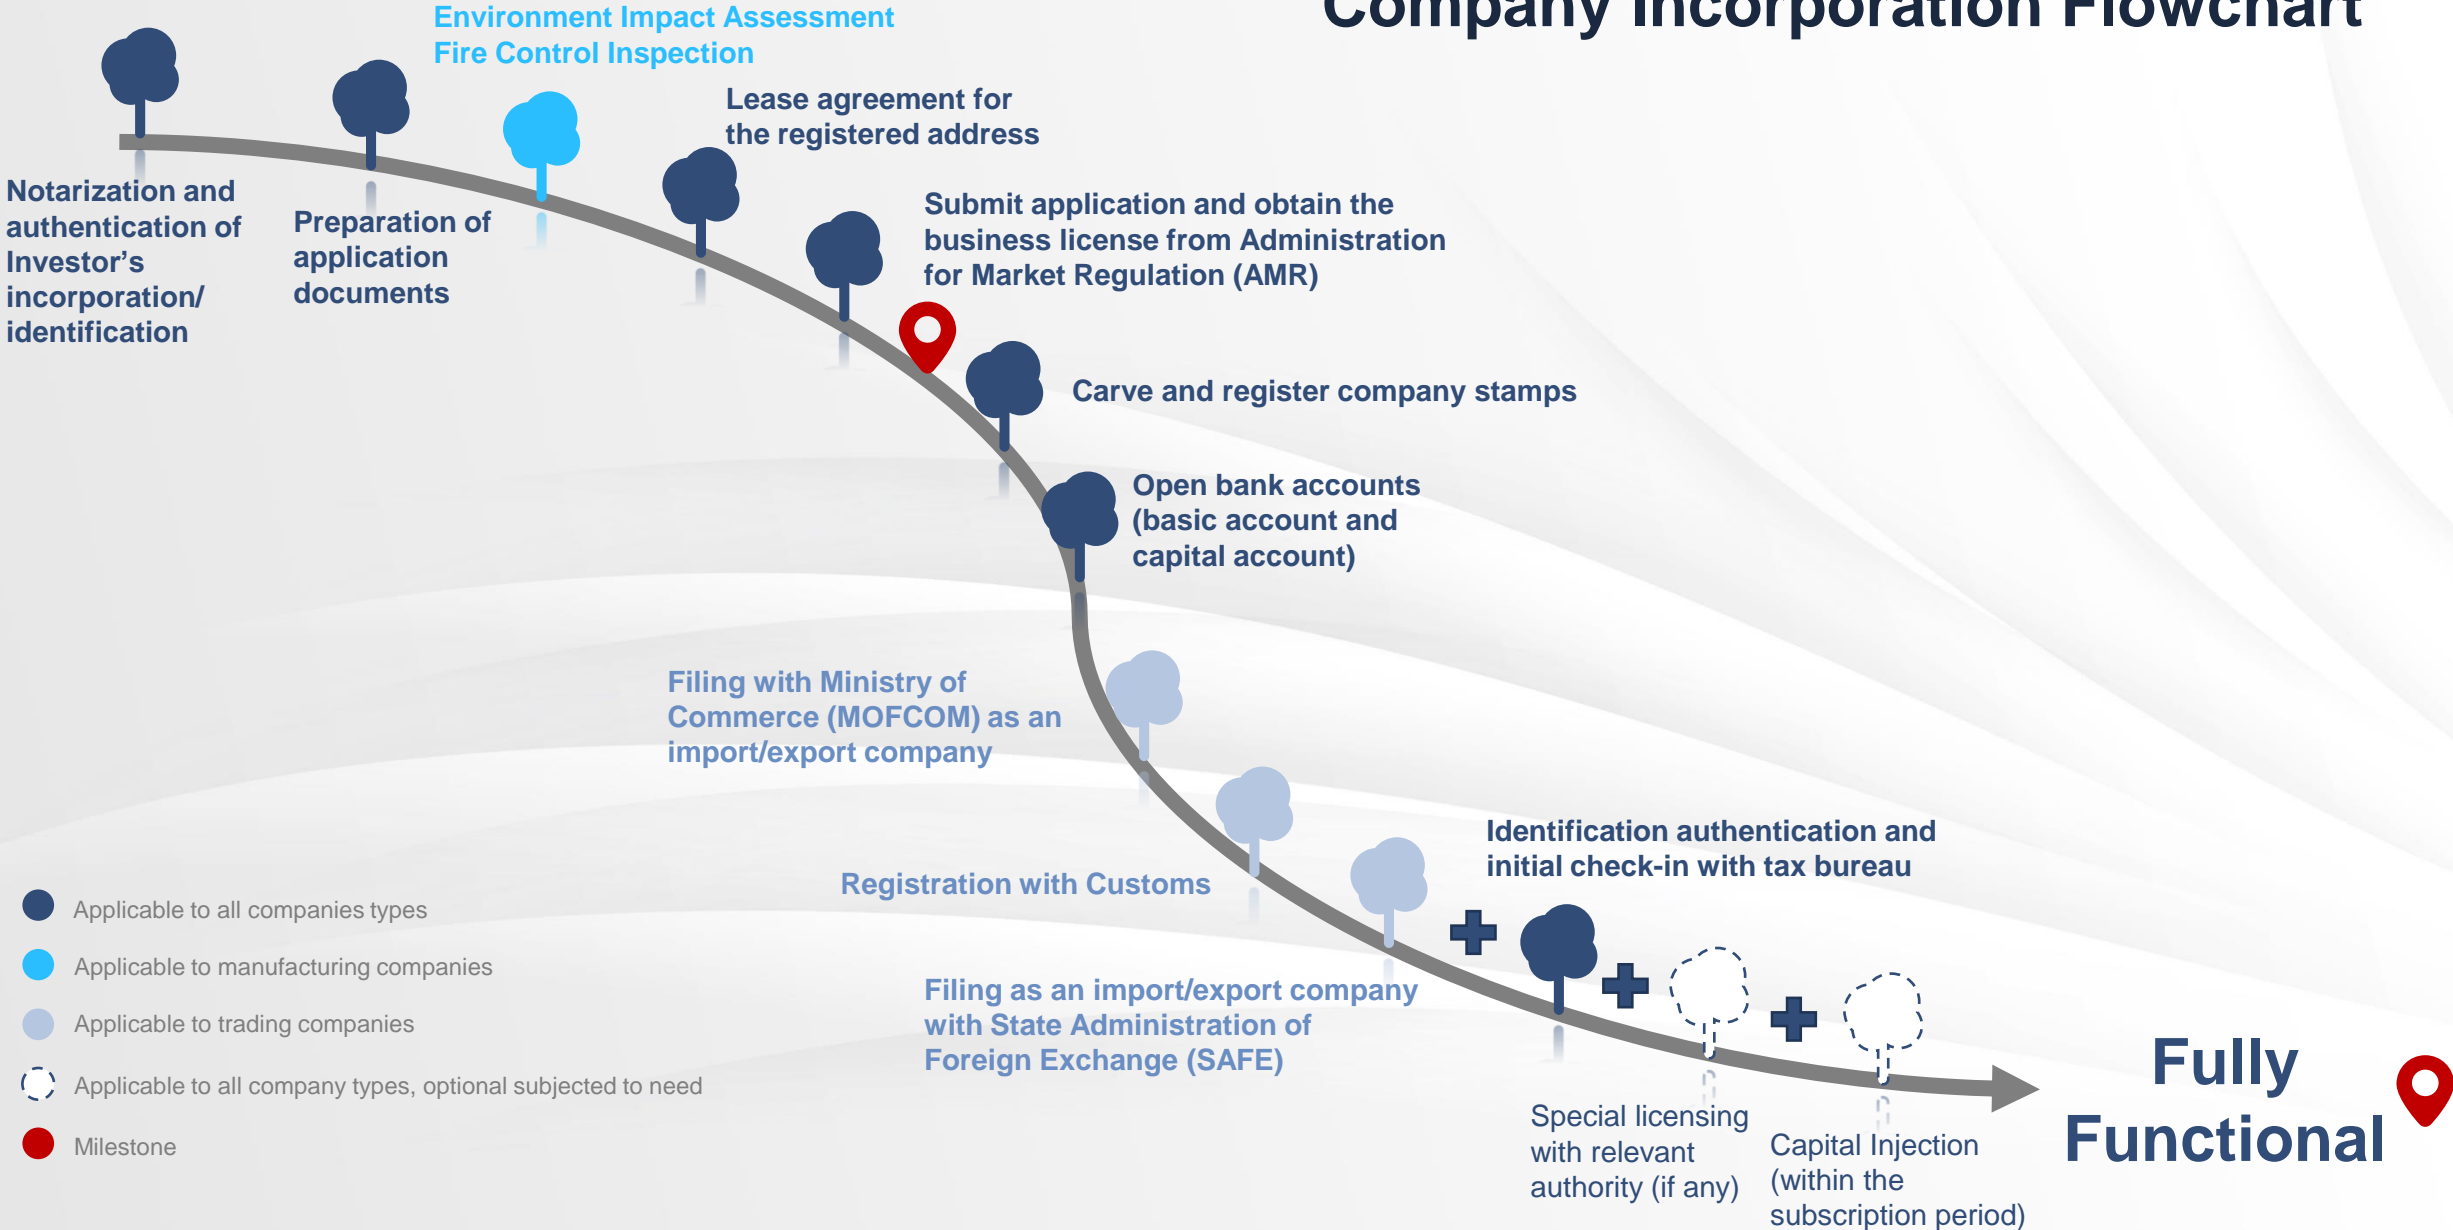 Company Incorporation Flowchart
Environment Impact Assessment
Fire Control Inspection
Lease agreement for
the registered address
Notarization and
authentication of
Investor’s
incorporation/
identification
Preparation of
application
documents
Submit application and obtain the
business license from Administration
for Market Regulation (AMR)
Carve and register company stamps
Open bank accounts
(basic account and
capital account)
Filing with Ministry of
Commerce (MOFCOM) as an
import/export company
Registration with Customs
Filing as an import/export company
with State Administration of
Foreign Exchange (SAFE)
Identification authentication and
initial check-in with tax bureau
Special licensing
with relevant
authority (if any)
Capital Injection
(within the
subscription period)
Fully
Functional
Applicable to all companies types
Applicable to manufacturing companies
Applicable to trading companies
Applicable to all company types, optional subjected to need
Milestone